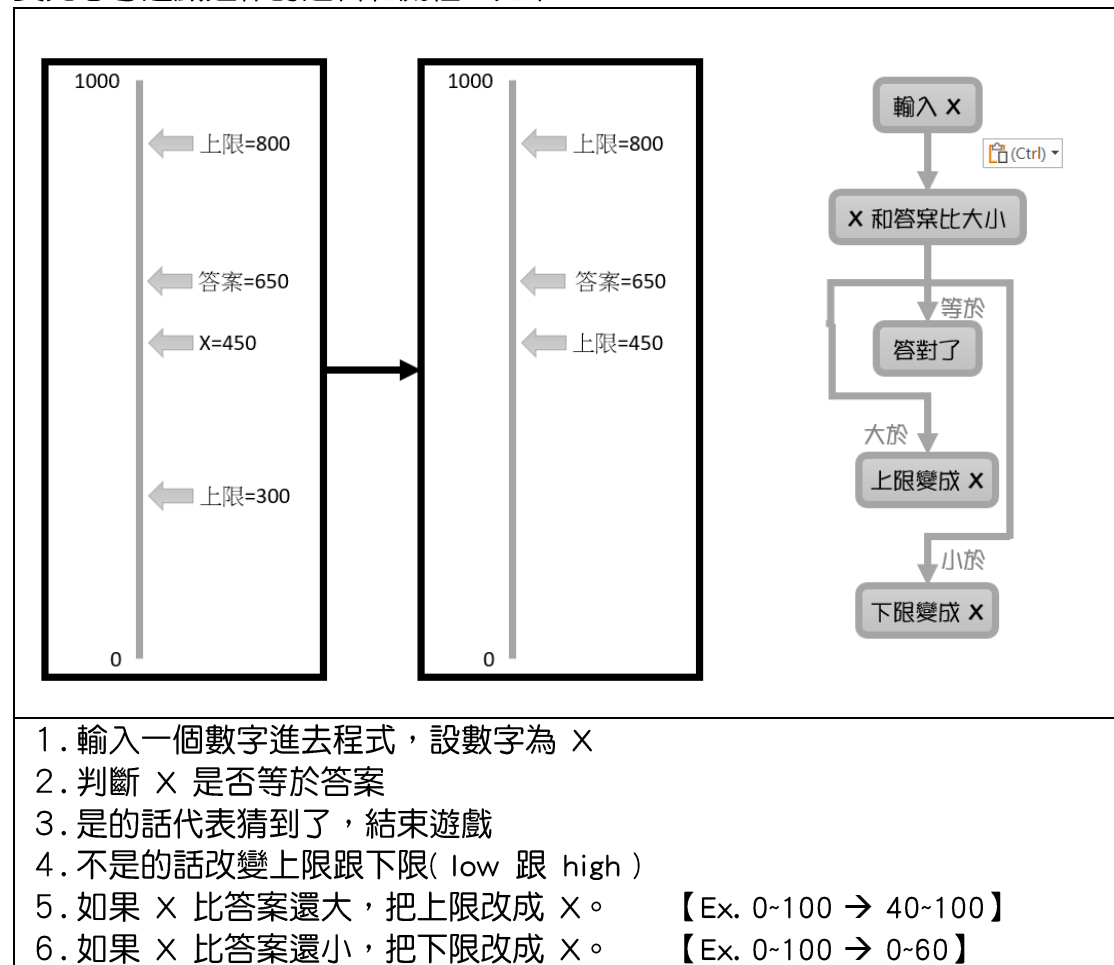 1000
上限=800
答案=650
X=450
上限=300
0
1000
上限=800
答案=650
上限=450
0
輸入 X
(Ctrl)
X 和答案比大小
等於
答對了
大於
上限變成 X
小於
下限變成 X
1.輸入一個數字進去程式,設數字為 X
2.判斷 X 是否等於答案
3.是的話代表猜到了,結束遊戲
4.不是的話改變上限跟下限( low 跟 high )
5.如果 X 比答案還大,把上限改成 X。 【Ex. 0~100 → 40~100】
6.如果 X 比答案還小,把下限改成 X。 【Ex. 0~100 → 0~60】